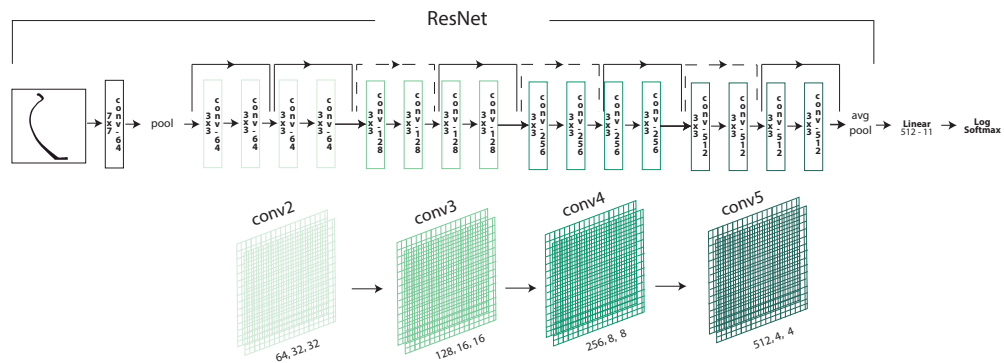 ResNet
7x7
conv-64
pool
3x3
conv-64
3x3
conv-64
3x3
conv-64
3x3
conv-64
3x3
conv-128
3x3
conv-128
3x3
conv-128
3x3
conv-128
3x3
conv-256
3x3
conv-256
3x3
conv-256
3x3
conv-256
3x3
conv-512
3x3
conv-512
3x3
conv-512
3x3
conv-512
avg
pool
Linear
512 - 11
Log
Softmax
conv2
conv3
conv4
conv5
64, 32, 32
128, 16, 16
256, 8, 8
512, 4, 4